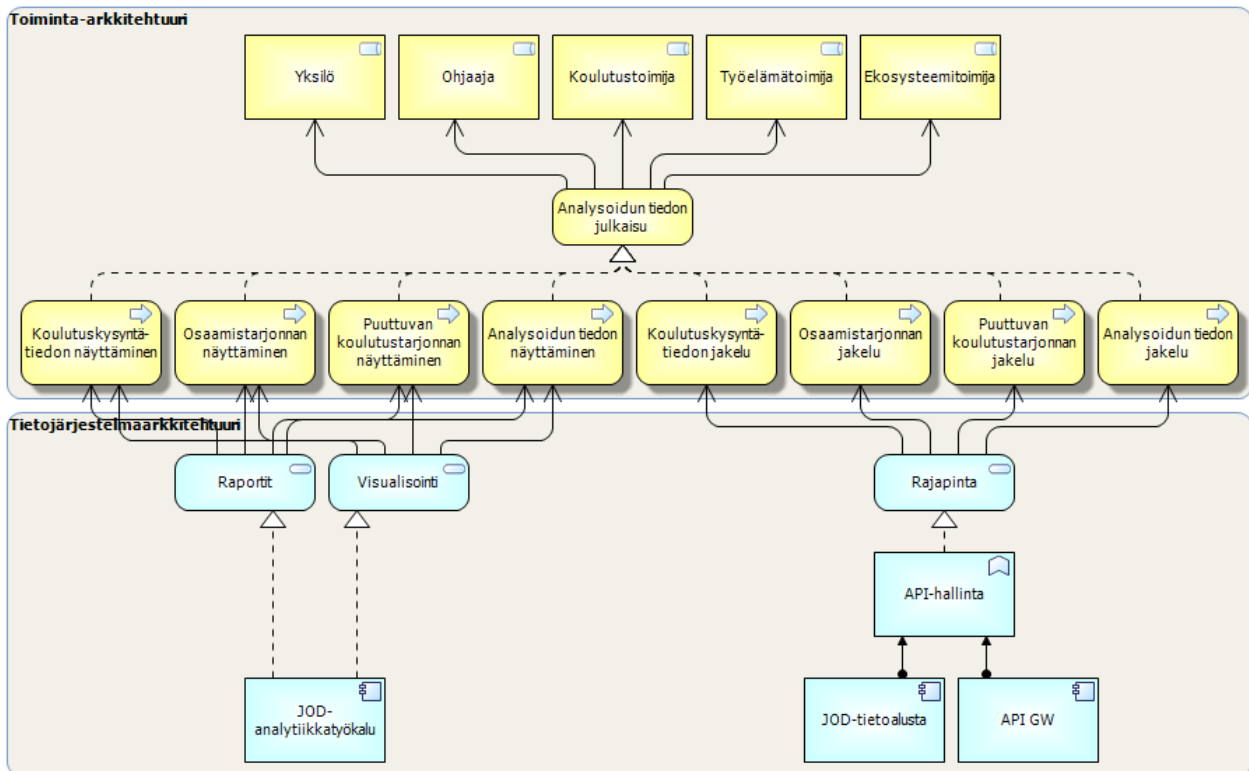 Toiminta-arkkitehtuuri
Yksilö
Ohjaaja
Koulutustoimija
Työelämätoimija
Ekosysteemitoimija
Analysoidun tiedon
julkaisu
Koulutuskysyntä-
tiedon näyttäminen
Osaamistarjonnan
näyttäminen
Puuttuvan
koulutustarjonnan
näyttäminen
Analysoidun tiedon
näyttäminen
Koulutuskysyntä-
tiedon jakelu
Osaamistarjonnan
jakelu
Puuttuvan
koulutustarjonnan
jakelu
Analysoidun tiedon
jakelu
Tietojärjestelmaarkkitehtuuri
Raportit
Visualisointi
Rajapinta
API-hallinta
JOD-
analytiikkatyökalu
JOD-tietoalusta
API GW